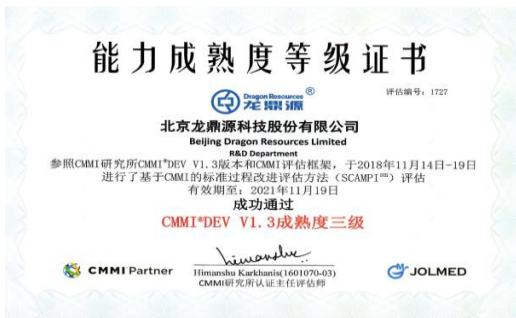 能力成熟度等级证书
Dragon Resources
龙鼎源®
评估编号：1727
北京龙鼎源科技股份有限公司
Beijing Dragon Resources Limited
R&D Department
参照CMMI研究所CMMI®DEV V1.3版本和CMMI评估框架，于2018年11月14日-19日
进行了基于CMMI的标准过程改进评估方法（SCAMPI℠）评估
有效期至：2021年11月19日
成功通过
CMMI®DEV V1.3成熟度三级
himanshu
Himanshu Karkhanis(1601070-03)
CMMI研究所认证主任评估师
CMMI Partner
JOLMED